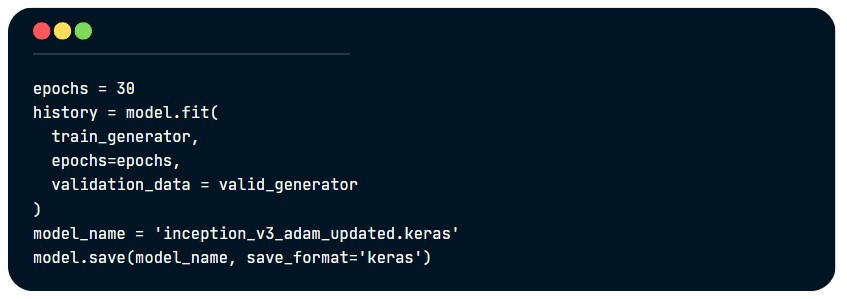 epochs = 30
history = model.fit(
  train_generator,
  epochs=epochs,
  validation_data = valid_generator
)
model_name = 'inception_v3_adam_updated.keras'
model.save(model_name, save_format='keras')